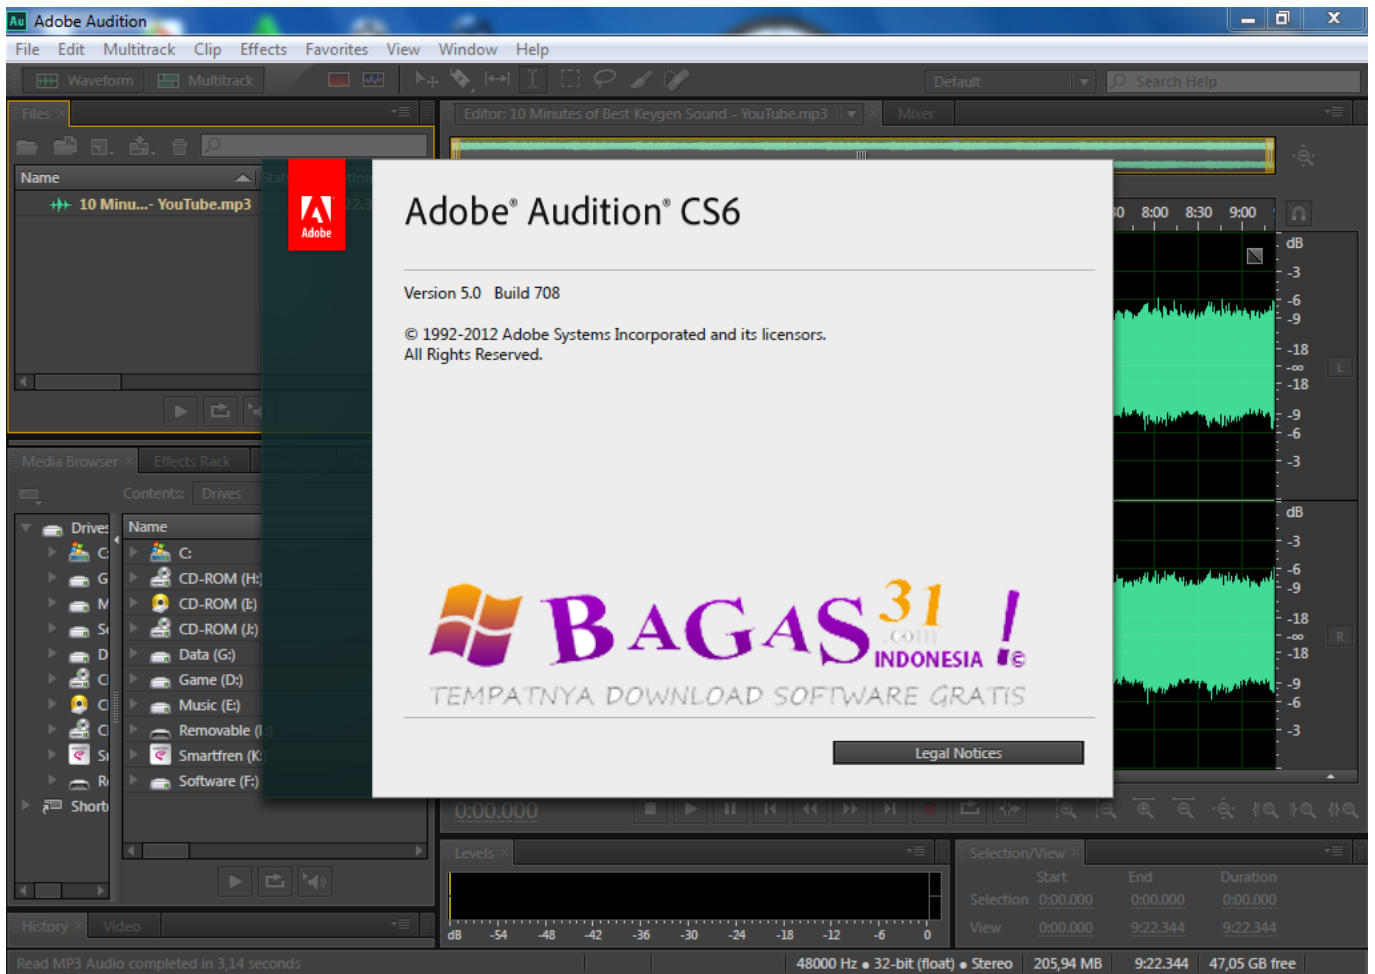 Au Adobe Audition
File Edit Multitrack Clip Effects Favorites View Window Help
Waveform Multitrack Default Search Help
Files Editor: 10 Minutes of Best Keygen Sound - YouTube.mp3 Mixer
Name
10 Minu...- YouTube.mp3
Adobe
Adobe® Audition® CS6
Version 5.0 Build 708
© 1992-2012 Adobe Systems Incorporated and its licensors.
All Rights Reserved.
BAGAS31!©
.com
INDONESIA
TEMPATNYA DOWNLOAD SOFTWARE GRATIS
Legal Notices
8:00 8:30 9:00
dB
-3
-6
-9
-18
-∞
L
-18
-9
-6
-3
dB
-3
-6
-9
-18
-∞
R
-18
-9
-6
-3
Media Browser Effects Rack
Contents: Drives
Drives
Name
C:
CD-ROM (H:)
CD-ROM (I:)
CD-ROM (J:)
Data (G:)
Game (D:)
Music (E:)
Removable
Smartfren (K:)
Software (F:)
Shortc
0:00.000
Levels
dB -54 -48 -42 -36 -30 -24 -18 -12 -6 0
Selection/View
Start End Duration
Selection 0:00.000 0:00.000 0:00.000
View 0:00.000 9:22.344 9:22.344
History Video
Read MP3 Audio completed in 3,14 seconds
48000 Hz ● 32-bit (float) ● Stereo 205,94 MB 9:22.344 47,05 GB free